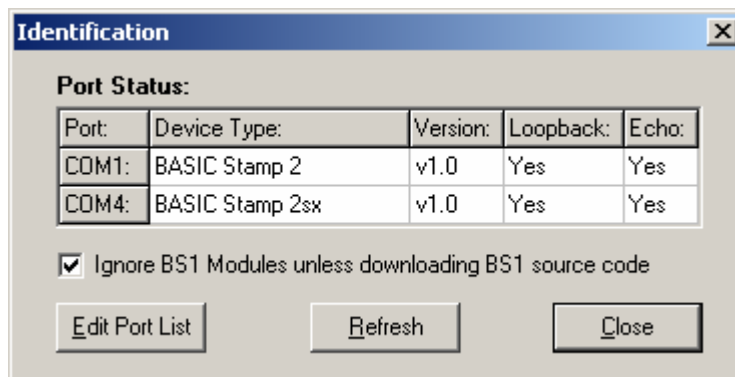 Identification
Port Status:
Port: Device Type: Version: Loopback: Echo:
COM1: BASIC Stamp 2 v1.0 Yes Yes
COM4: BASIC Stamp 2sx v1.0 Yes Yes
Ignore BS1 Modules unless downloading BS1 source code
Edit Port List Refresh Close